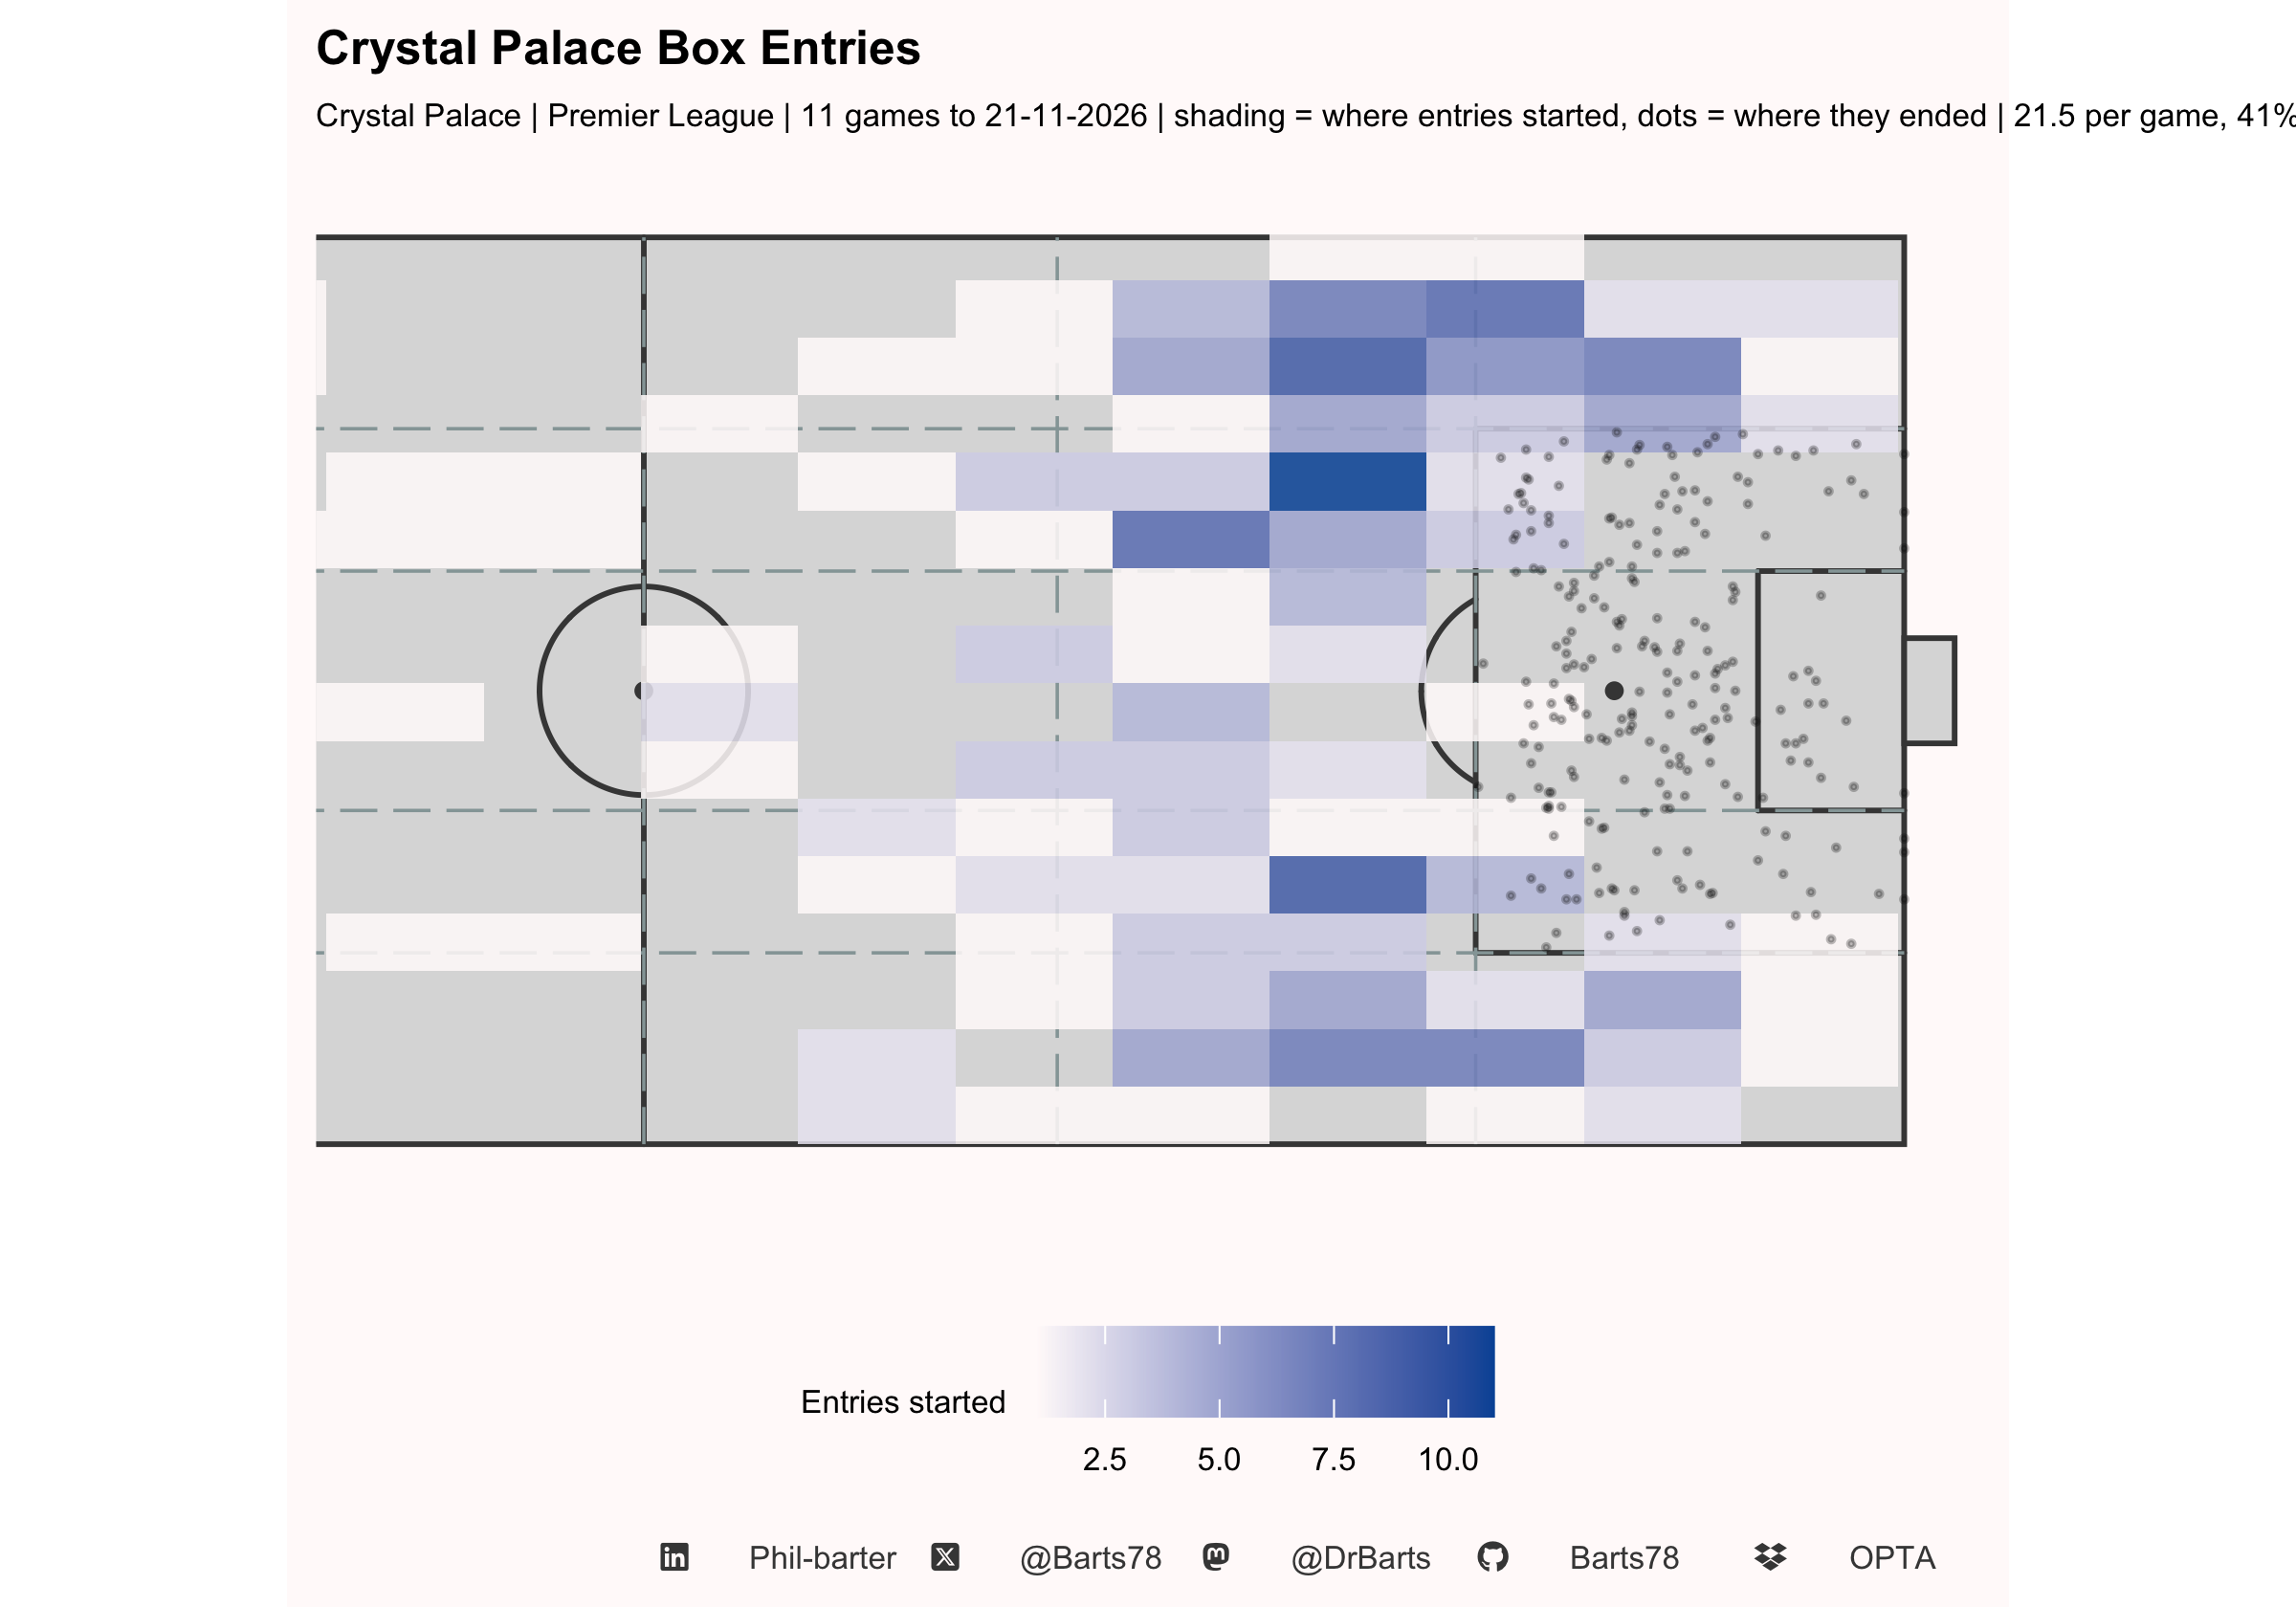 Crystal Palace Box Entries
Crystal Palace | Premier League | 11 games to 21-11-2026 | shading = where entries started, dots = where they ended | 21.5 per game, 41%
Entries started
2.5 5.0 7.5 10.0
Phil-barter @Barts78 @DrBarts Barts78 OPTA